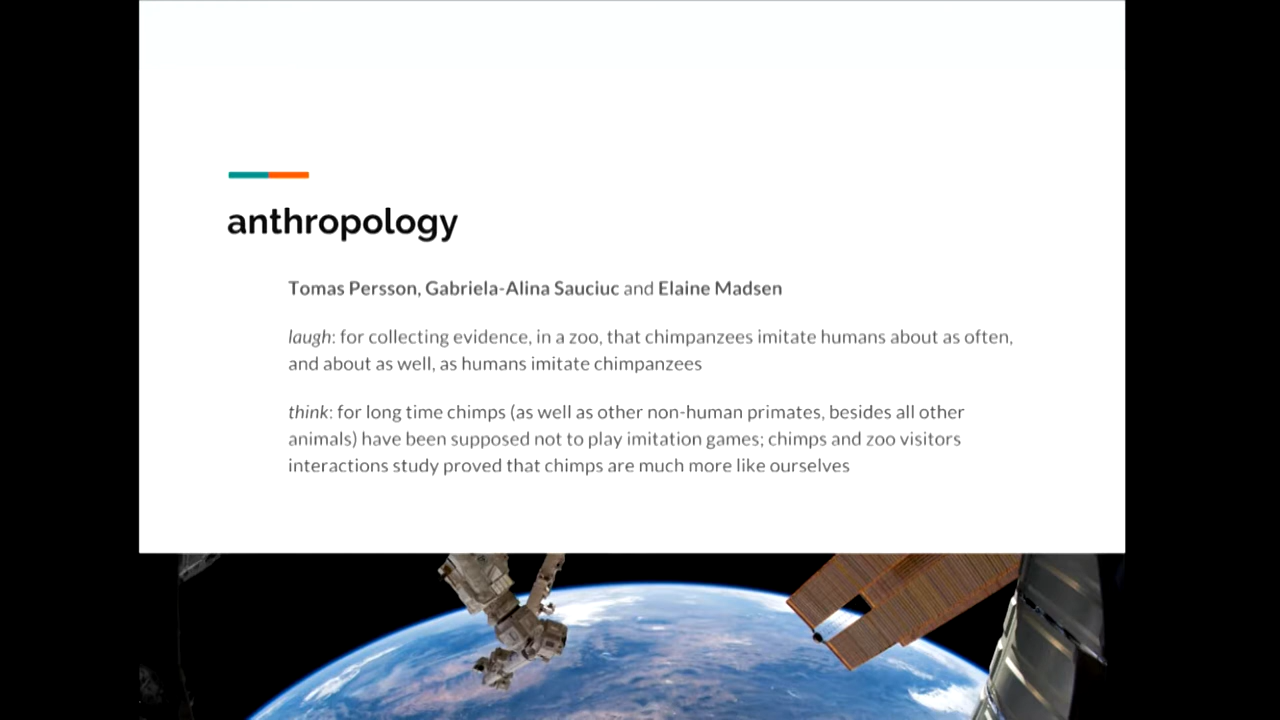 anthropology
Tomas Persson, Gabriela-Alina Sauciuc and Elaine Madsen
laugh: for collecting evidence, in a zoo, that chimpanzees imitate humans about as often,
and about as well, as humans imitate chimpanzees
think: for long time chimps (as well as other non-human primates, besides all other
animals) have been supposed not to play imitation games; chimps and zoo visitors
interactions study proved that chimps are much more like ourselves